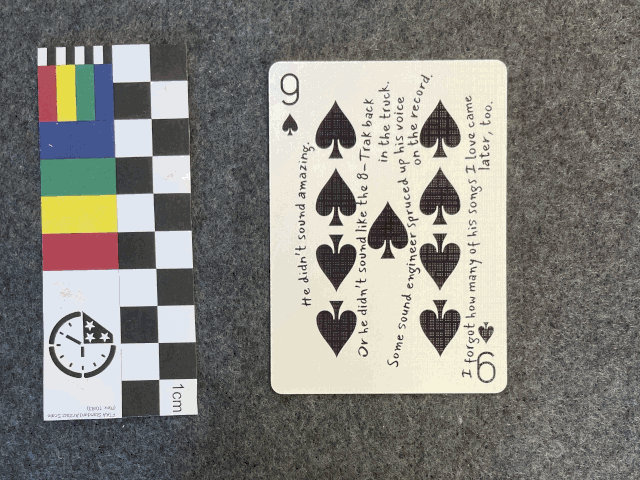 9
He didn't sound amazing.
Or he didn't sound like the 8-Trak back
in the truck.
Some sound engineer spruced up his voice
on the record.
I forgot how many of his songs I love came
later, too.
9
1cm